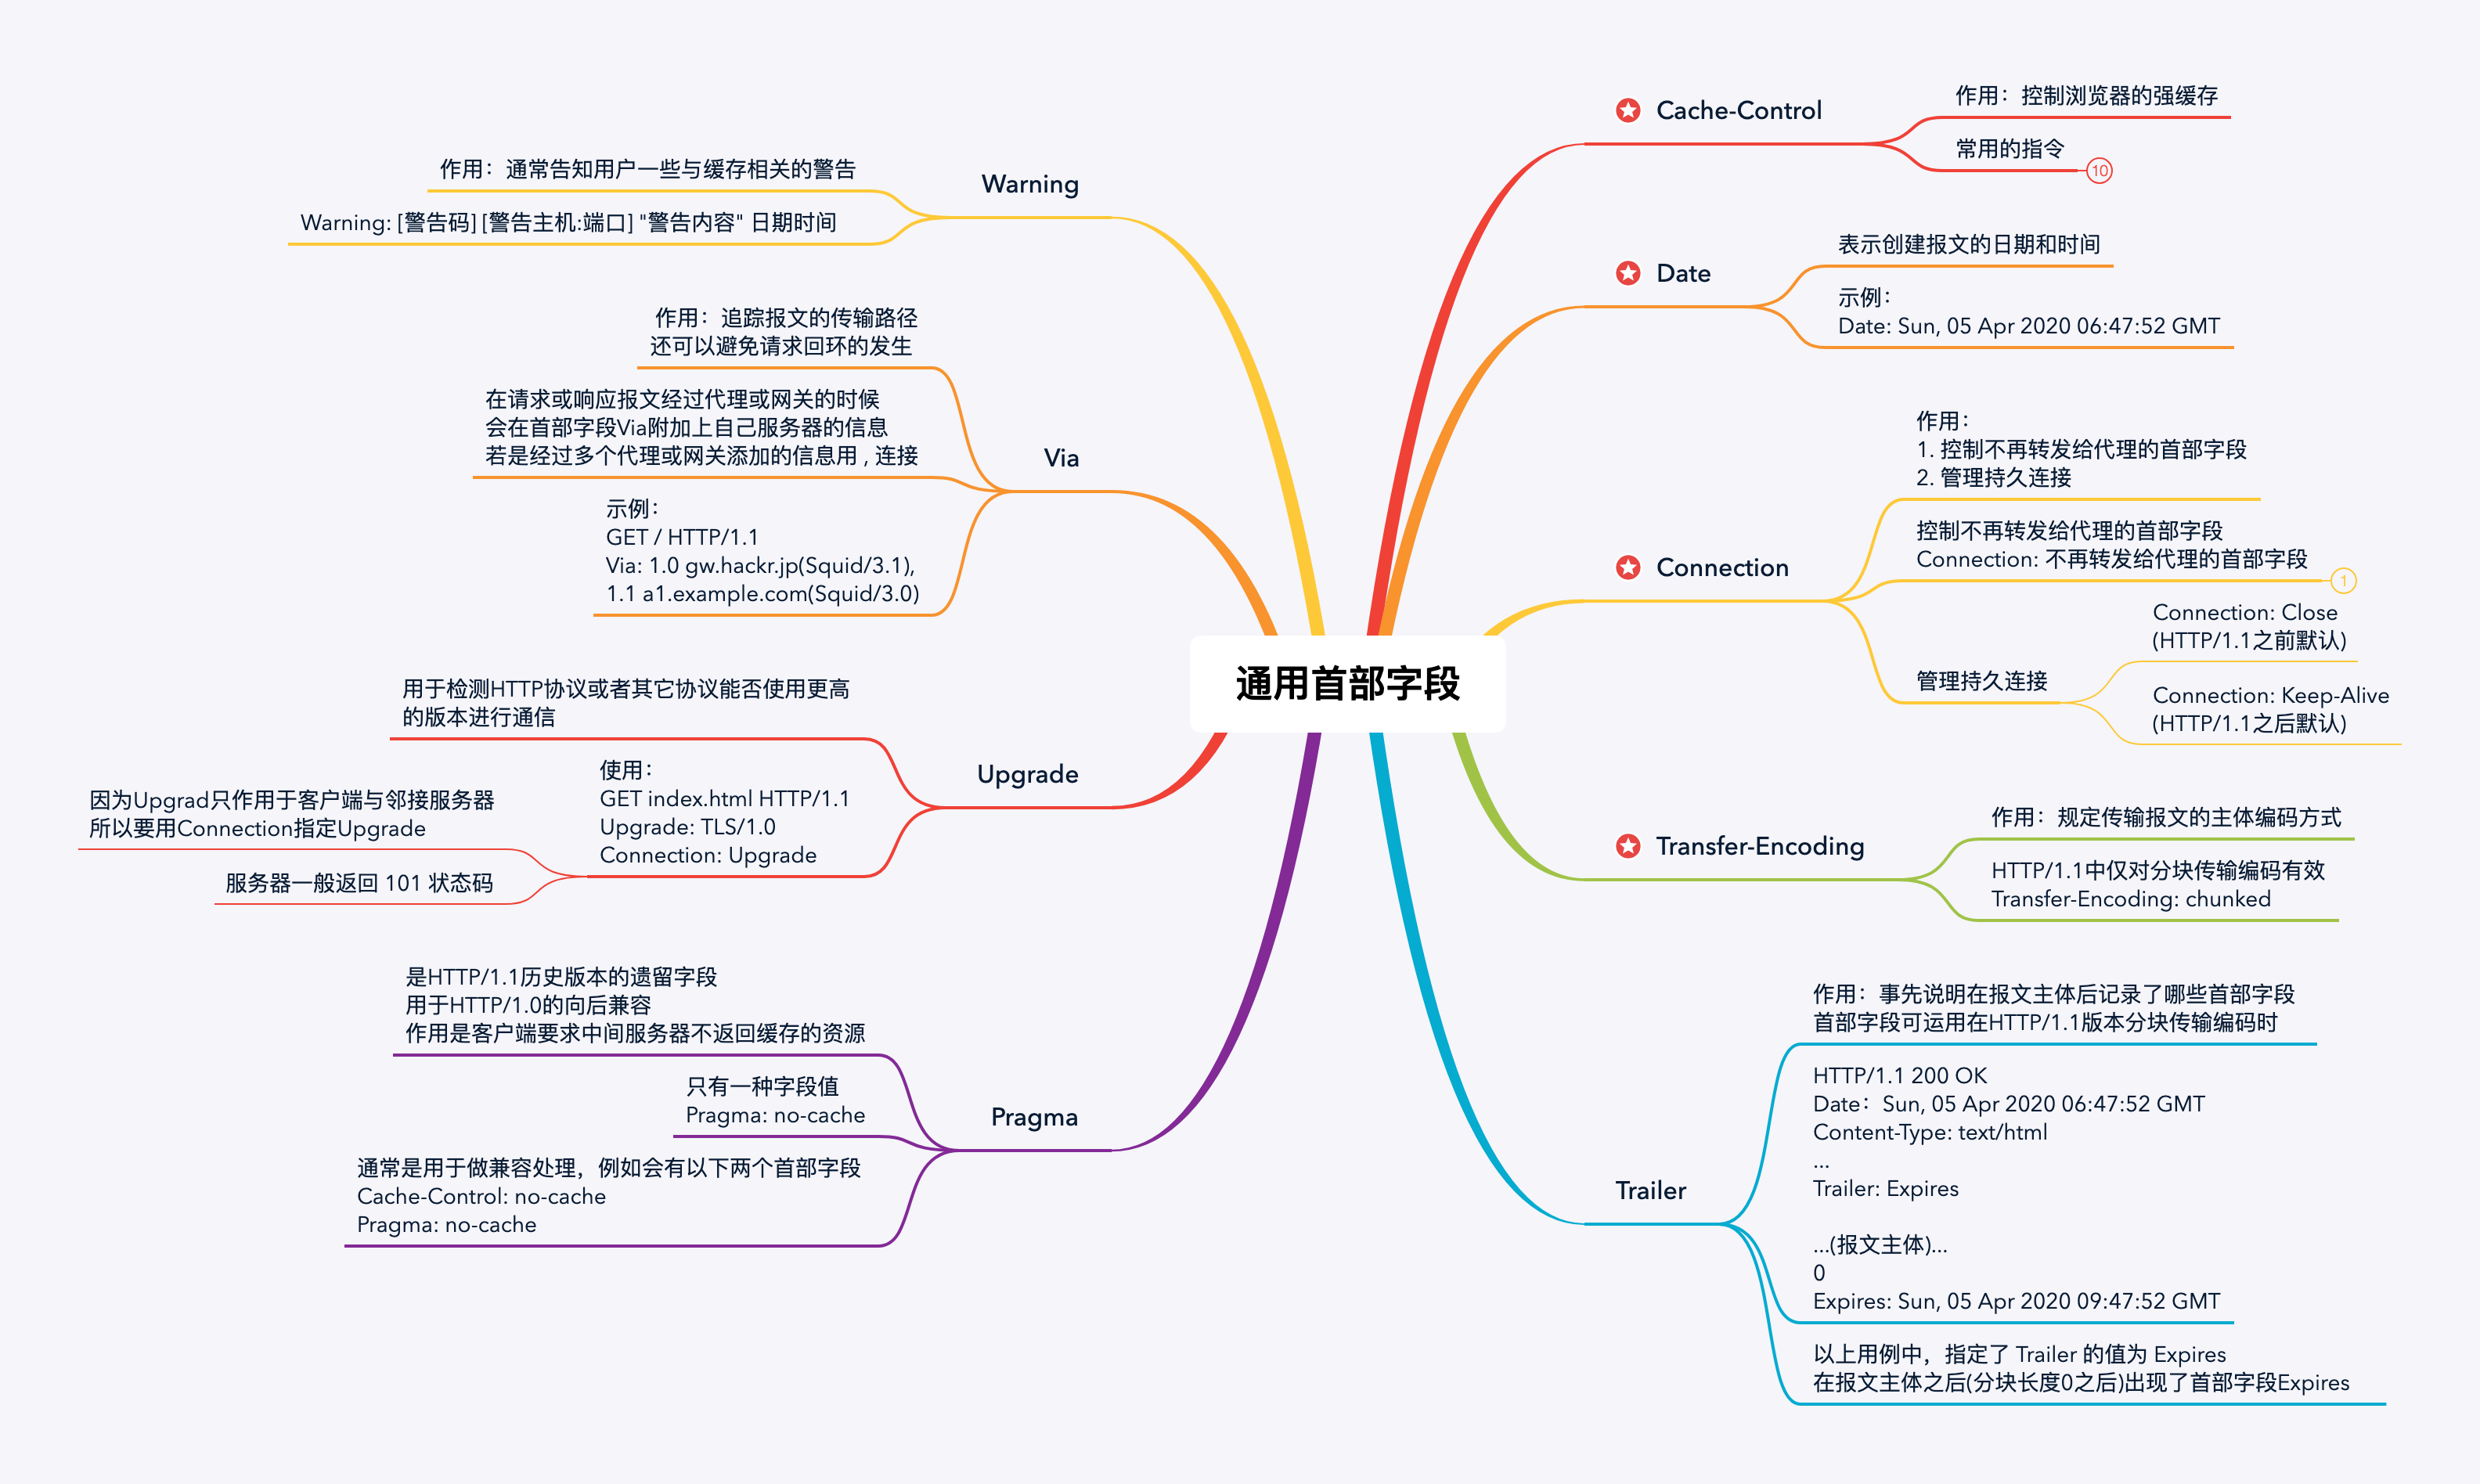 通用首部字段
Cache-Control
作用：控制浏览器的强缓存
常用的指令
10
Date
表示创建报文的日期和时间
示例：
Date: Sun, 05 Apr 2020 06:47:52 GMT
Connection
作用：
1. 控制不再转发给代理的首部字段
2. 管理持久连接
控制不再转发给代理的首部字段
Connection: 不再转发给代理的首部字段
1
管理持久连接
Connection: Close
(HTTP/1.1之前默认)
Connection: Keep-Alive
(HTTP/1.1之后默认)
Transfer-Encoding
作用：规定传输报文的主体编码方式
HTTP/1.1中仅对分块传输编码有效
Transfer-Encoding: chunked
Trailer
作用：事先说明在报文主体后记录了哪些首部字段
首部字段可运用在HTTP/1.1版本分块传输编码时
HTTP/1.1 200 OK
Date：Sun, 05 Apr 2020 06:47:52 GMT
Content-Type: text/html
...
Trailer: Expires
...(报文主体)...
0
Expires: Sun, 05 Apr 2020 09:47:52 GMT
以上用例中，指定了 Trailer 的值为 Expires
在报文主体之后(分块长度0之后)出现了首部字段Expires
Warning
作用：通常告知用户一些与缓存相关的警告
Warning: [警告码] [警告主机:端口] "警告内容" 日期时间
Via
作用：追踪报文的传输路径
还可以避免请求回环的发生
在请求或响应报文经过代理或网关的时候
会在首部字段Via附加上自己服务器的信息
若是经过多个代理或网关添加的信息用 , 连接
示例：
GET / HTTP/1.1
Via: 1.0 gw.hackr.jp(Squid/3.1),
1.1 a1.example.com(Squid/3.0)
Upgrade
用于检测HTTP协议或者其它协议能否使用更高
的版本进行通信
使用：
GET index.html HTTP/1.1
Upgrade: TLS/1.0
Connection: Upgrade
因为Upgrad只作用于客户端与邻接服务器
所以要用Connection指定Upgrade
服务器一般返回 101 状态码
Pragma
是HTTP/1.1历史版本的遗留字段
用于HTTP/1.0的向后兼容
作用是客户端要求中间服务器不返回缓存的资源
只有一种字段值
Pragma: no-cache
通常是用于做兼容处理，例如会有以下两个首部字段
Cache-Control: no-cache
Pragma: no-cache